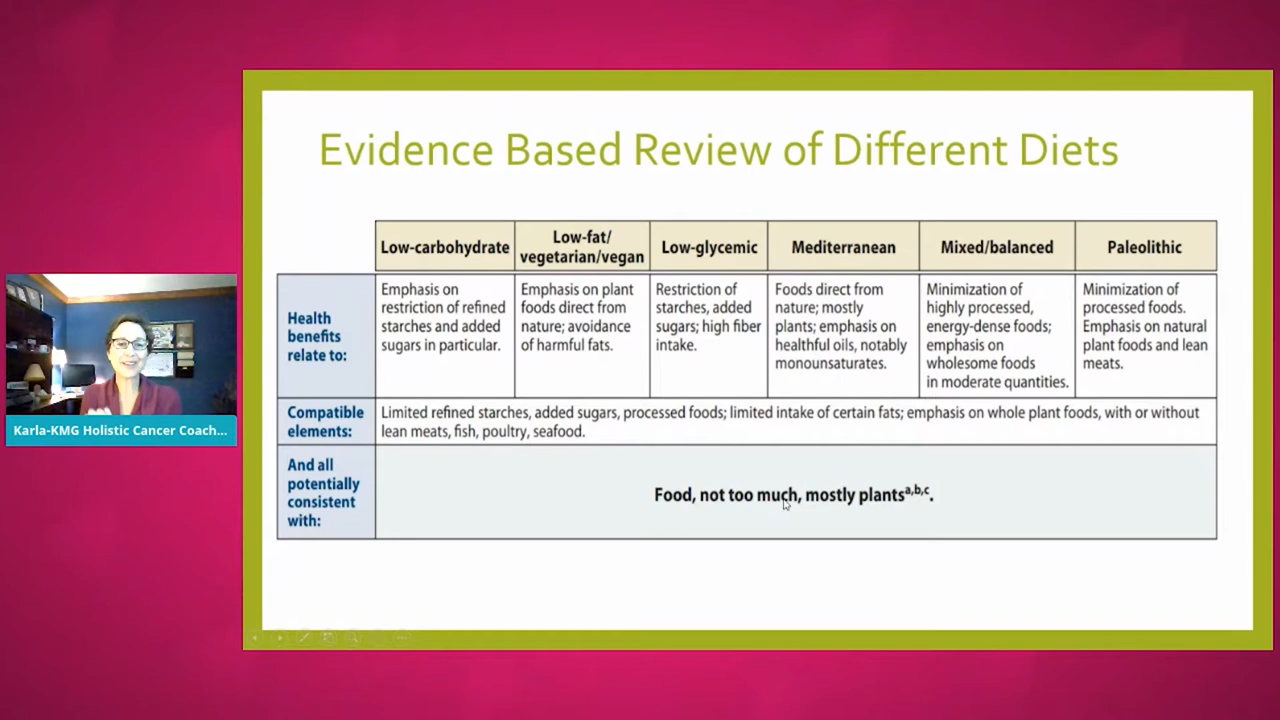 Evidence Based Review of Different Diets
Low-carbohydrate
Low-fat/
vegetarian/vegan
Low-glycemic
Mediterranean
Mixed/balanced
Paleolithic
Health
benefits
relate to:
Emphasis on
restriction of refined
starches and added
sugars in particular.
Emphasis on plant
foods direct from
nature; avoidance
of harmful fats.
Restriction of
starches, added
sugars; high fiber
intake.
Foods direct from
nature; mostly
plants; emphasis on
healthful oils, notably
monounsaturates.
Minimization of
highly processed,
energy-dense foods;
emphasis on
wholesome foods
in moderate quantities.
Minimization of
processed foods.
Emphasis on natural
plant foods and lean
meats.
Compatible
elements:
Limited refined starches, added sugars, processed foods; limited intake of certain fats; emphasis on whole plant foods, with or without
lean meats, fish, poultry, seafood.
And all
potentially
consistent
with:
Food, not too much, mostly plantsa,b,c.
Karla-KMG Holistic Cancer Coach...